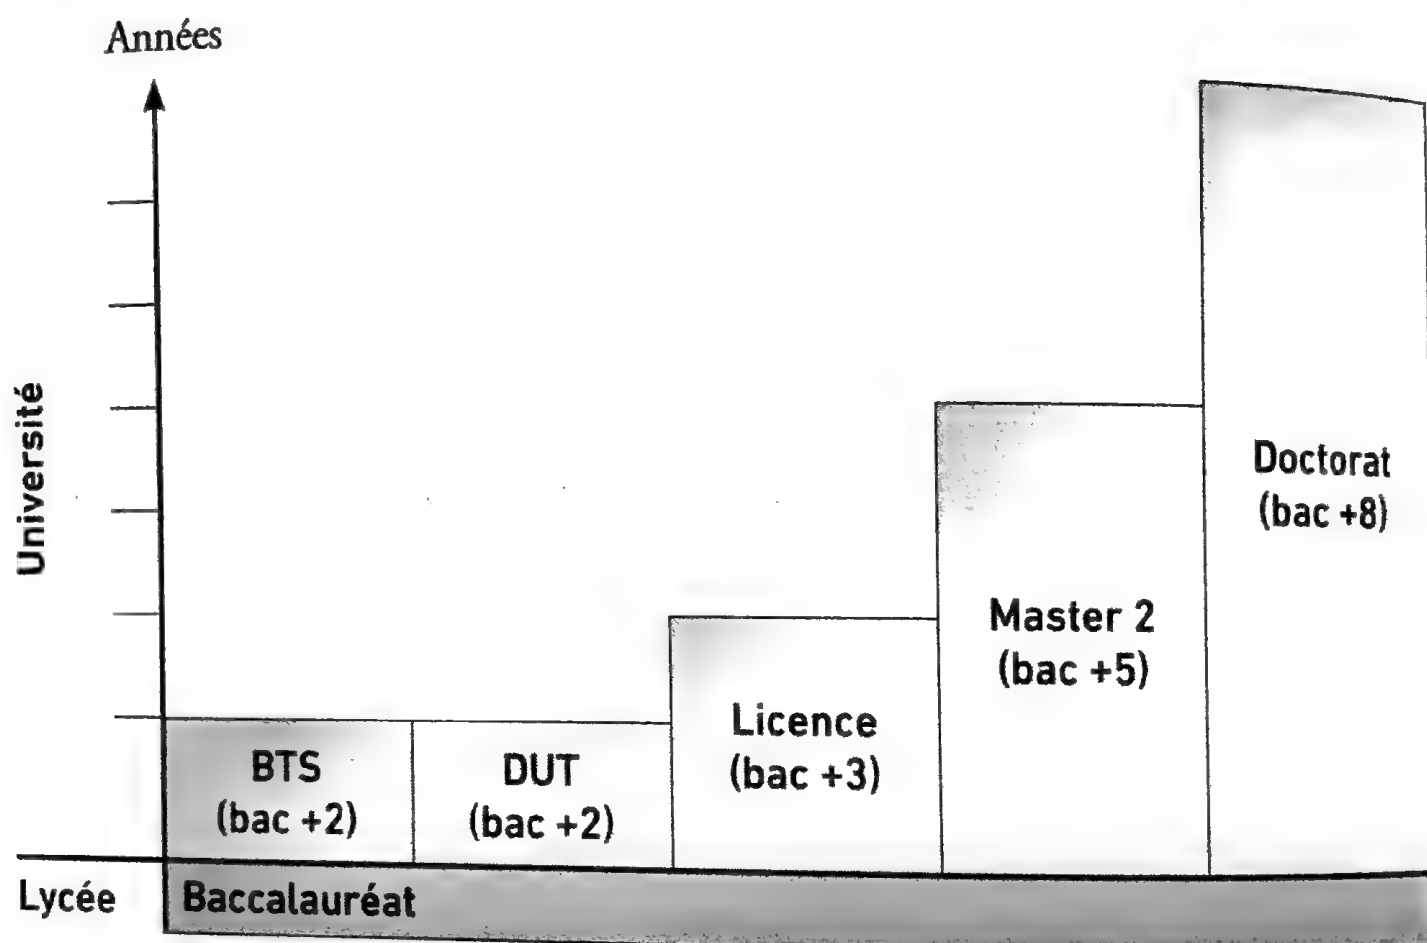 Années
Université
BTS
(bac +2)
DUT
(bac +2)
Licence
(bac +3)
Master 2
(bac +5)
Doctorat
(bac +8)
Lycée
Baccalauréat